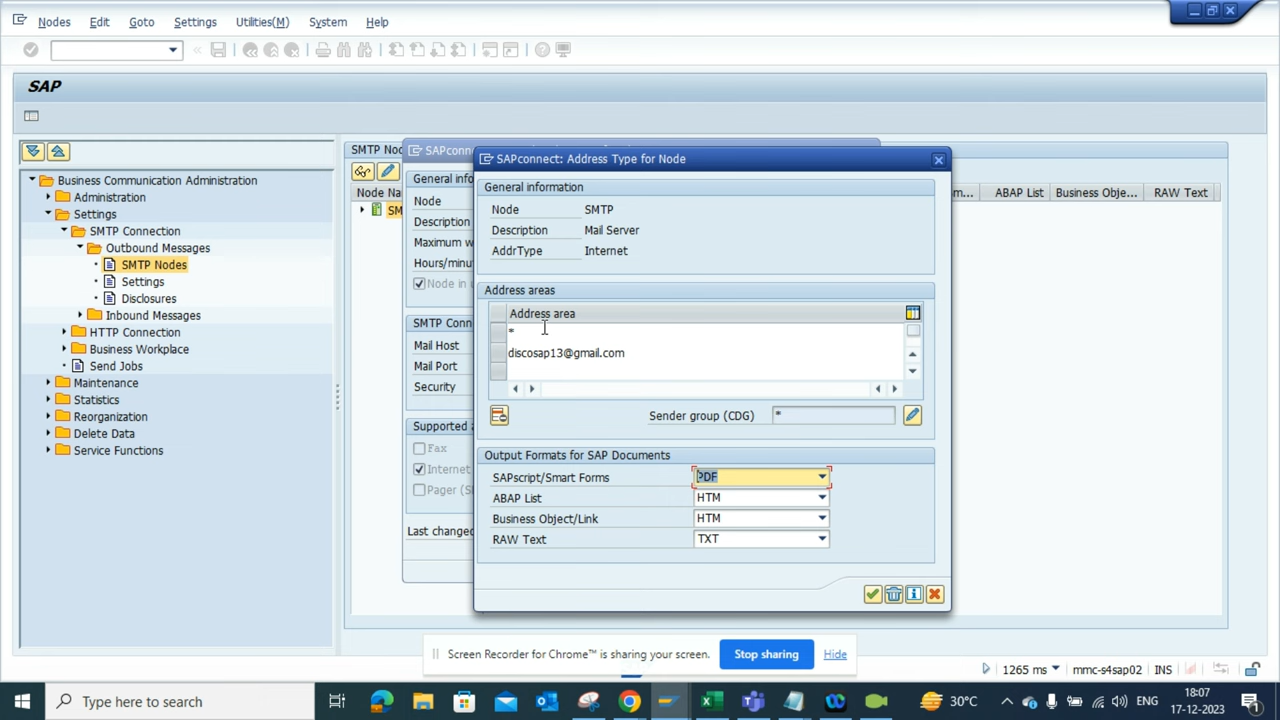 Nodes Edit Goto Settings Utilities(M) System Help
SAP
Business Communication Administration
Administration
Settings
SMTP Connection
Outbound Messages
SMTP Nodes
Settings
Disclosures
Inbound Messages
HTTP Connection
Business Workplace
Send Jobs
Maintenance
Statistics
Reorganization
Delete Data
Service Functions
SMTP No
Node Na
SM
ABAP List Business Obje... RAW Text
SAPconn
General info
Node
Description
Maximum w
Hours/minu
Node in u
SMTP Conn
Mail Host
Mail Port
Security
Supported a
Fax
Internet
Pager (S
Last changed
SAPconnect: Address Type for Node
General information
Node SMTP
Description Mail Server
AddrType Internet
Address areas
Address area
*
discosap13@gmail.com
Sender group (CDG) *
Output Formats for SAP Documents
SAPscript/Smart Forms PDF
ABAP List HTM
Business Object/Link HTM
RAW Text TXT
Screen Recorder for Chrome™ is sharing your screen. Stop sharing Hide
1265 ms mmc-s4sap02 INS
Type here to search
30°C ENG 18:07
17-12-2023